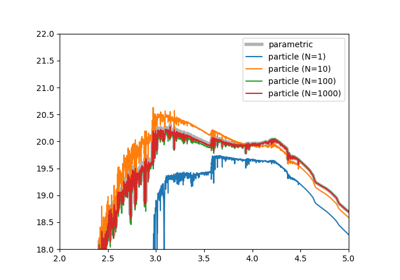 22.0
21.5
21.0
20.5
20.0
19.5
19.0
18.5
18.0
parametric
particle (N=1)
particle (N=10)
particle (N=100)
particle (N=1000)
2.0 2.5 3.0 3.5 4.0 4.5 5.0